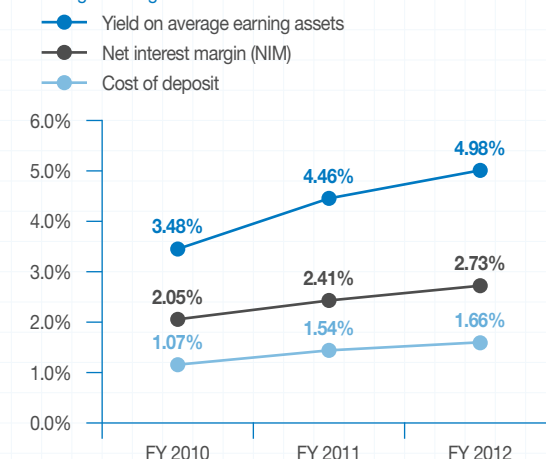 Yield on average earning assets
Net interest margin (NIM)
Cost of deposit
6.0%
5.0%
4.0%
3.0%
2.0%
1.0%
0.0%
3.48%
4.46%
4.98%
2.05%
2.41%
2.73%
1.07%
1.54%
1.66%
FY 2010
FY 2011
FY 2012